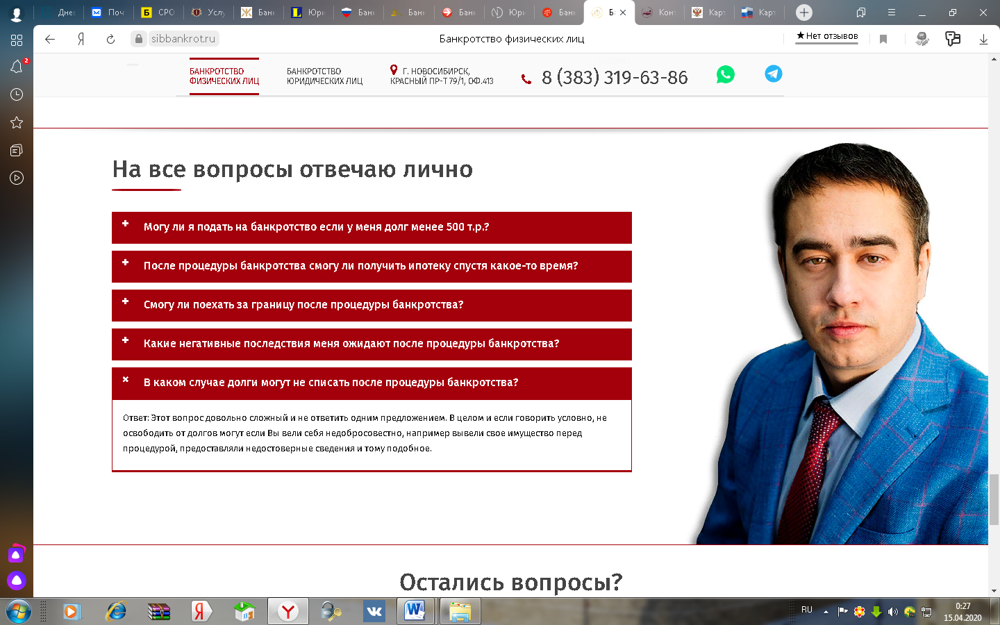 Днев
Поч
СРО
Услу
Банк
Юри
Банк
Банк
Банк
Юри
Банк
Б
Конт
Карт
Карт
2
sibbankrot.ru
Банкротство физических лиц
★Нет отзывов
БАНКРОТСТВО
ФИЗИЧЕСКИХ ЛИЦ
БАНКРОТСТВО
ЮРИДИЧЕСКИХ ЛИЦ
Г. НОВОСИБИРСК,
КРАСНЫЙ ПР-Т 79/1, ОФ.413
8 (383) 319-63-86
На все вопросы отвечаю лично
Могу ли я подать на банкротство если у меня долг менее 500 т.р.?
После процедуры банкротства смогу ли получить ипотеку спустя какое-то время?
Смогу ли поехать за границу после процедуры банкротства?
Какие негативные последствия меня ожидают после процедуры банкротства?
В каком случае долги могут не списать после процедуры банкротства?
Ответ: Этот вопрос довольно сложный и не ответить одним предложением. В целом и если говорить условно, не
освободить от долгов могут если Вы вели себя недобросовестно, например вывели свое имущество перед
процедурой, предоставляли недостоверные сведения и тому подобное.
Остались вопросы?
RU
0:27
15.04.2020